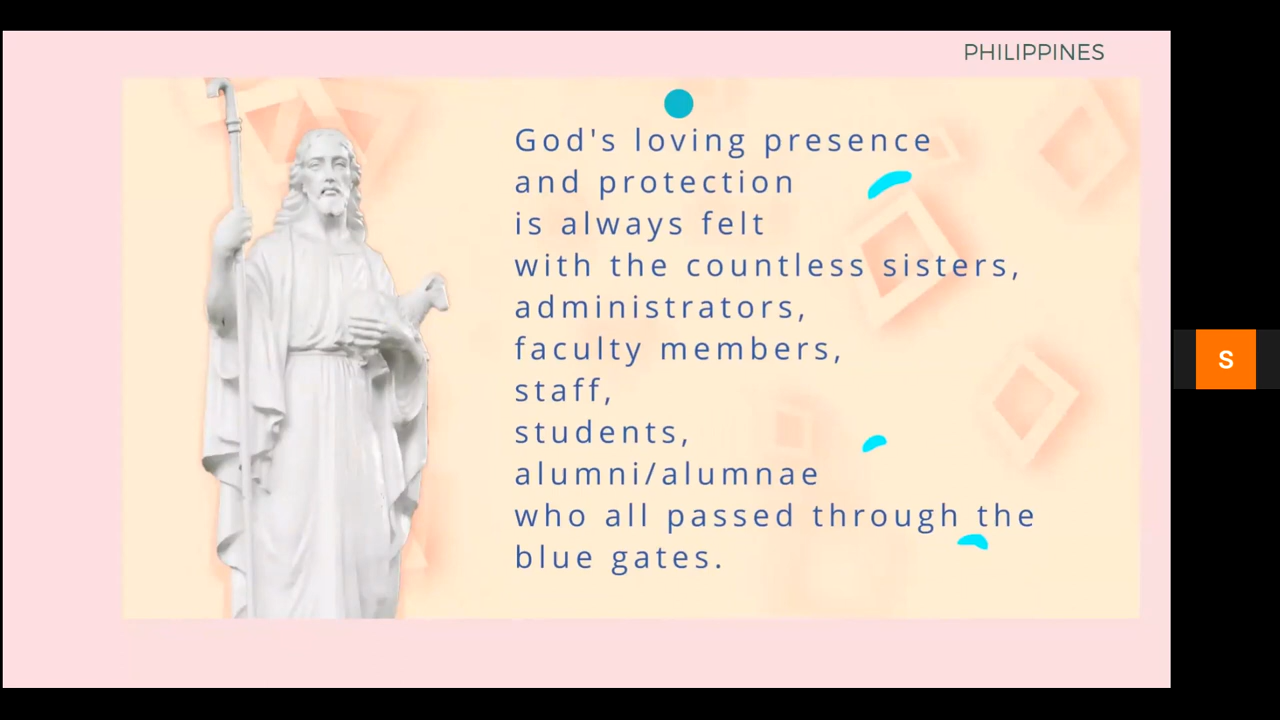 PHILIPPINES
God's loving presence
and protection
is always felt
with the countless sisters,
administrators,
faculty members,
staff,
students,
alumni/alumnae
who all passed through the
blue gates.
S